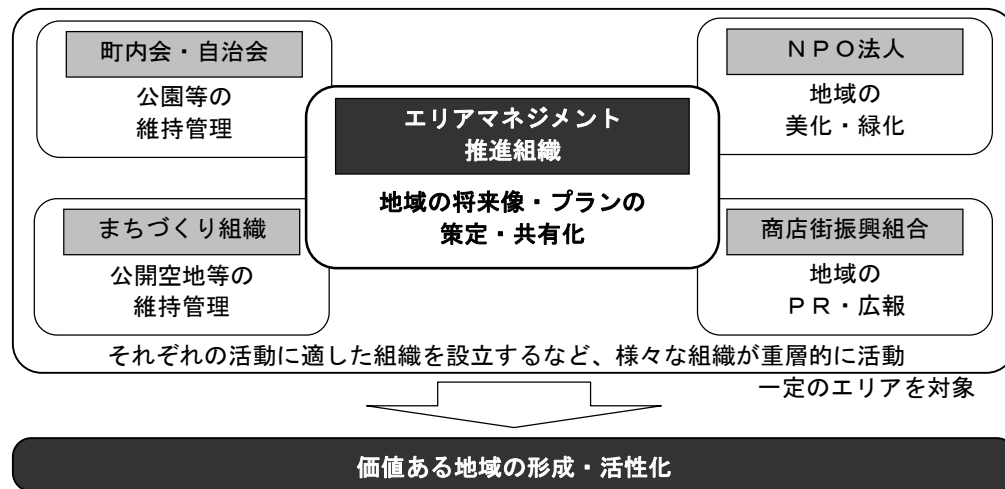 町内会・自治会
公園等の
維持管理
ＮＰＯ法人
地域の
美化・緑化
エリアマネジメント
推進組織
地域の将来像・プランの
策定・共有化
まちづくり組織
公開空地等の
維持管理
商店街振興組合
地域の
ＰＲ・広報
それぞれの活動に適した組織を設立するなど、様々な組織が重層的に活動
一定のエリアを対象
価値ある地域の形成・活性化